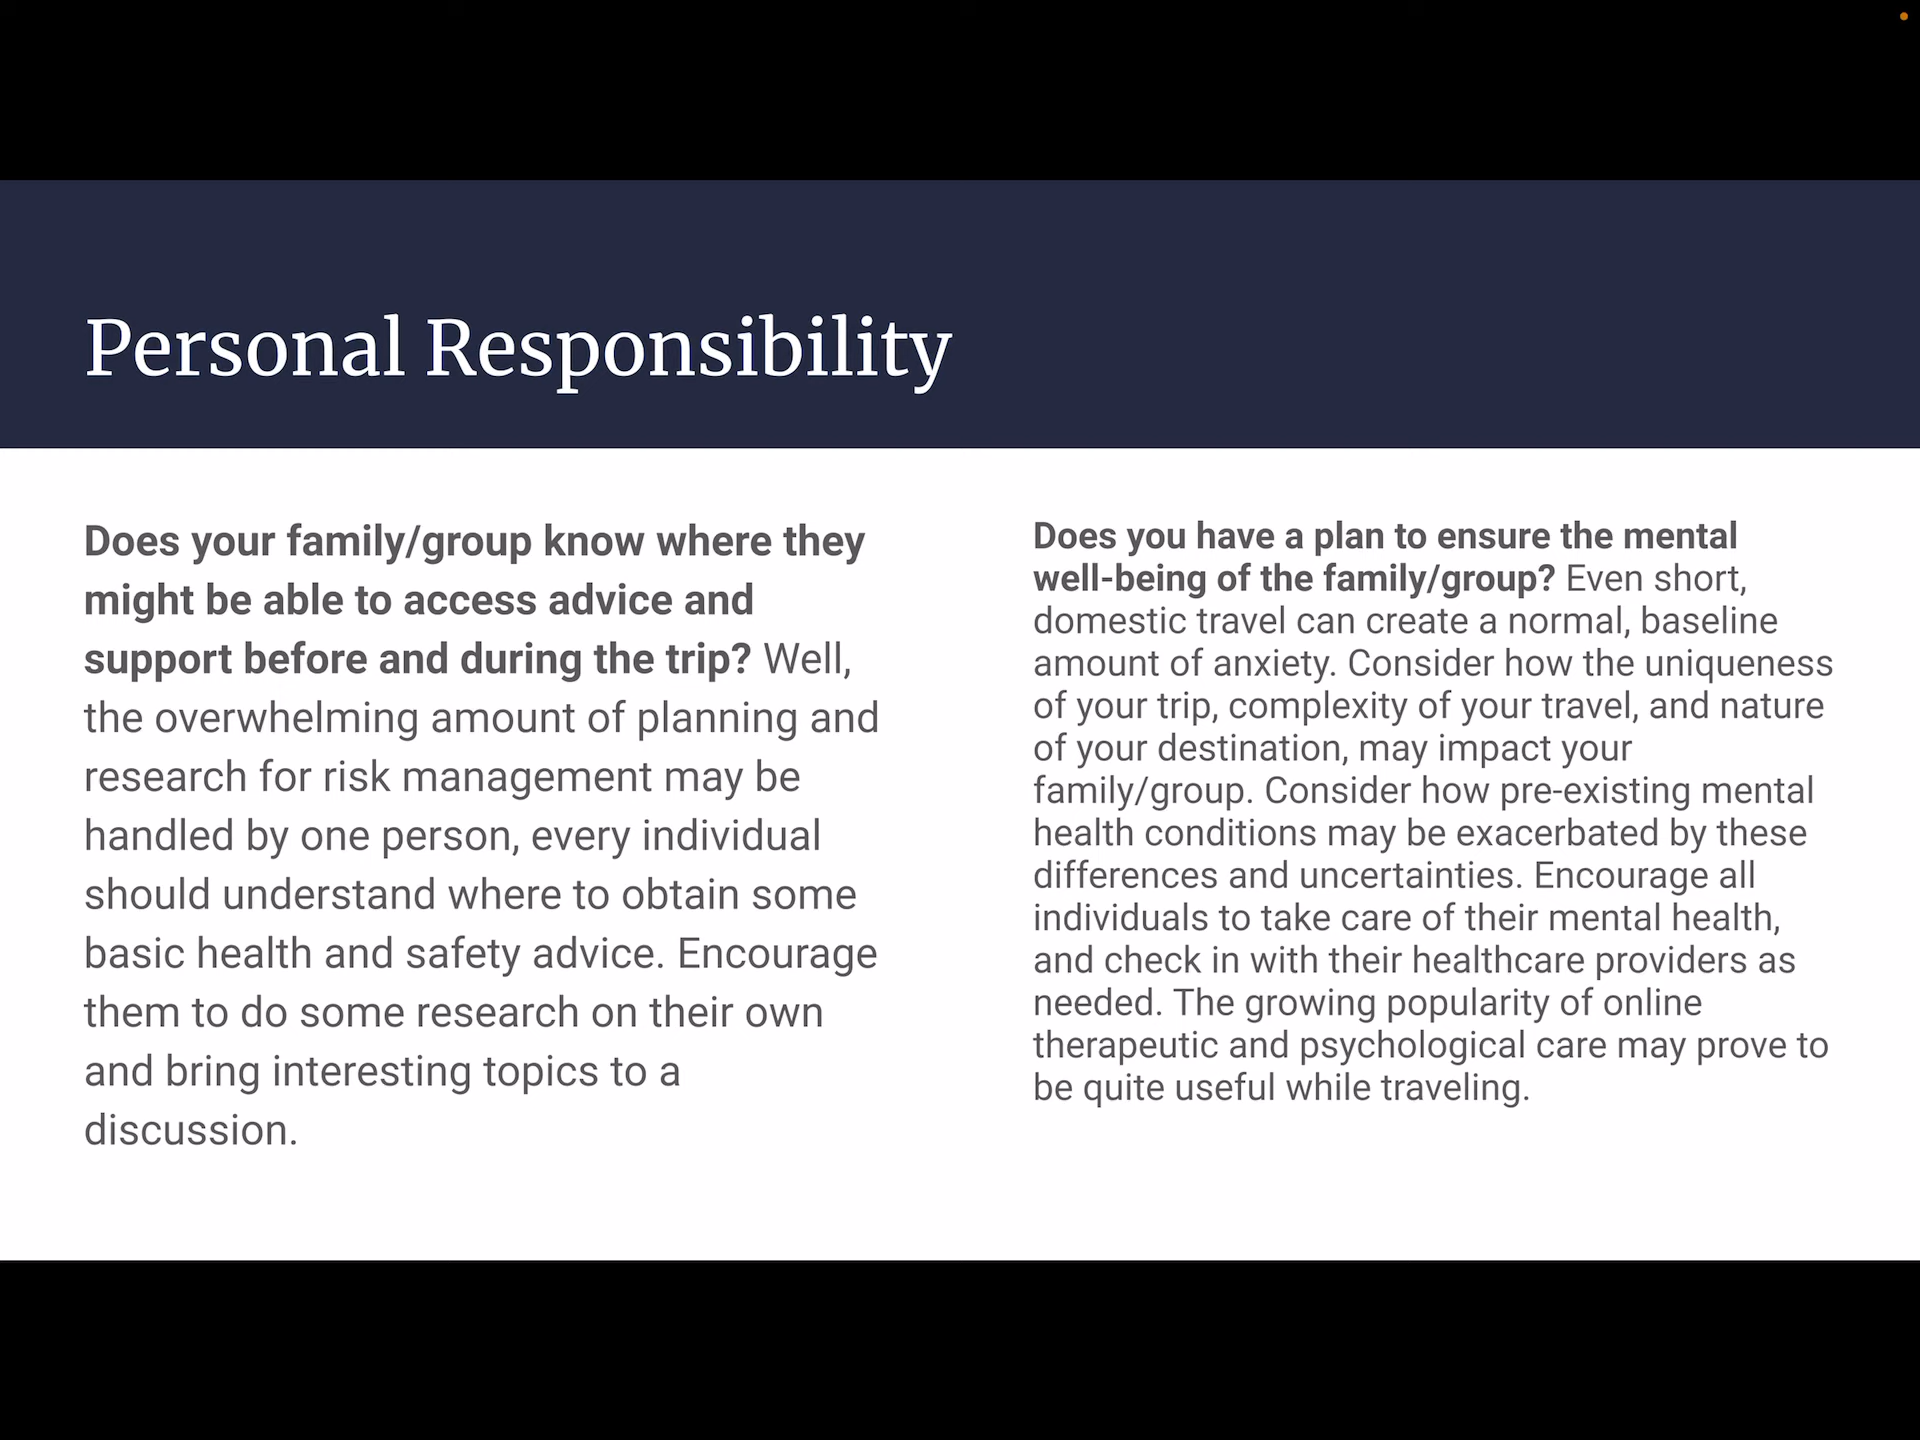 Personal Responsibility
Does your family/group know where they
might be able to access advice and
support before and during the trip? Well,
the overwhelming amount of planning and
research for risk management may be
handled by one person, every individual
should understand where to obtain some
basic health and safety advice. Encourage
them to do some research on their own
and bring interesting topics to a
discussion.
Does you have a plan to ensure the mental
well-being of the family/group? Even short,
domestic travel can create a normal, baseline
amount of anxiety. Consider how the uniqueness
of your trip, complexity of your travel, and nature
of your destination, may impact your
family/group. Consider how pre-existing mental
health conditions may be exacerbated by these
differences and uncertainties. Encourage all
individuals to take care of their mental health,
and check in with their healthcare providers as
needed. The growing popularity of online
therapeutic and psychological care may prove to
be quite useful while traveling.